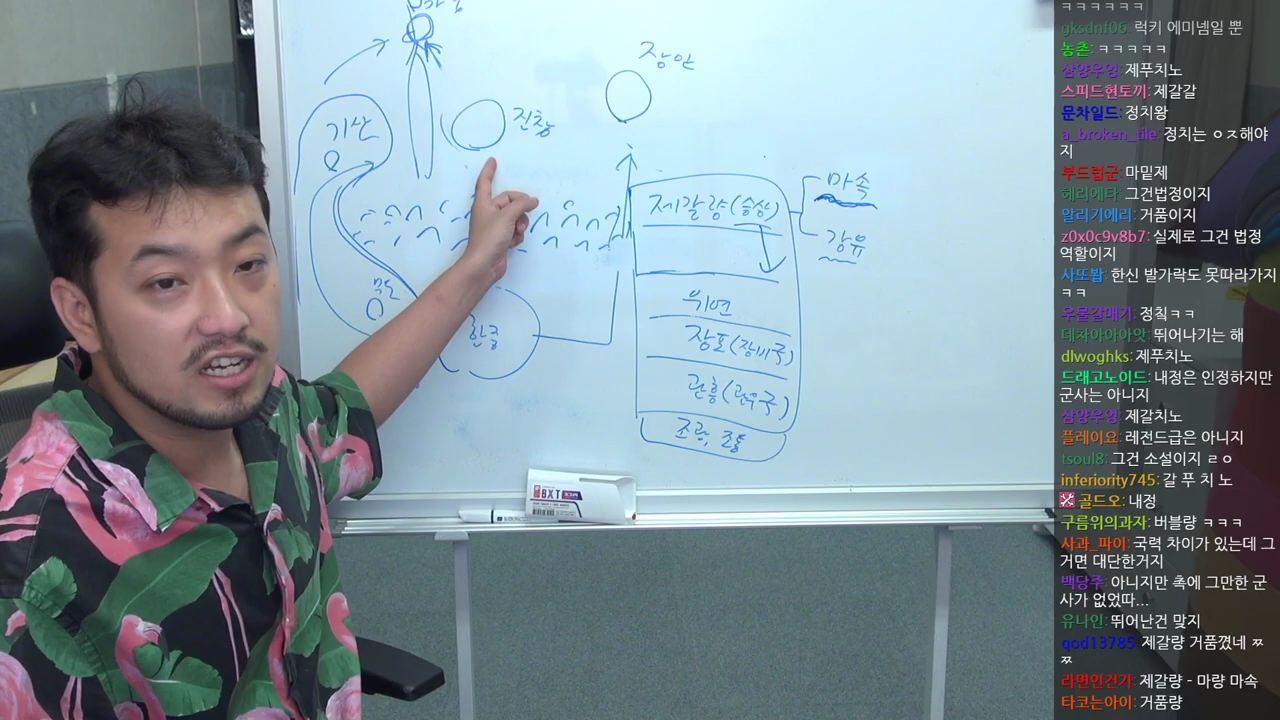 장안
진창
기산
제갈량(승상)
마속
강유
위연
장포(장비 子)
관흥(관우 子)
조광, 조통
한중
BXT
ㅋㅋㅋㅋㅋㅋ
gksdnf06: 럭키 에미넴일 뿐
농촌: ㅋㅋㅋㅋㅋ
삼양우영: 제푸치노
스피드현토끼: 제갈갈
문차일드: 정치왕
a_broken_tile: 정치는 ㅇㅈ해야
지
부드럽군: 마밑제
헤리에타: 그건법정이지
알리기에리: 거품이지
z0x0c9v8b7: 실제로 그건 법정
역할이지
사또밥: 한신 발가락도 못따라가지
ㅋㅋ
우물갈매기: 정칙ㅋㅋ
데차아아아앗: 뛰어나기는 해
dlwoghks: 제푸치노
드래고노이드: 내정은 인정하지만
군사는 아니지
삼양우영: 제갈치노
플레이요: 레전드급은 아니지
tsoul8: 그건 소설이지 ㄹㅇ
inferiority745: 갈 푸 치 노
골드오: 내정
구름위의과자: 버블량 ㅋㅋㅋ
사과_파이: 국력 차이가 있는데 그
거면 대단한거지
백당주: 아니지만 촉에 그만한 군
사가 없었따...
유나인: 뛰어난건 맞지
god13785: 제갈량 거품꼈네 ㅉ
ㅉ
라면인건가: 제갈량 - 마량 마속
타코는아이: 거품량